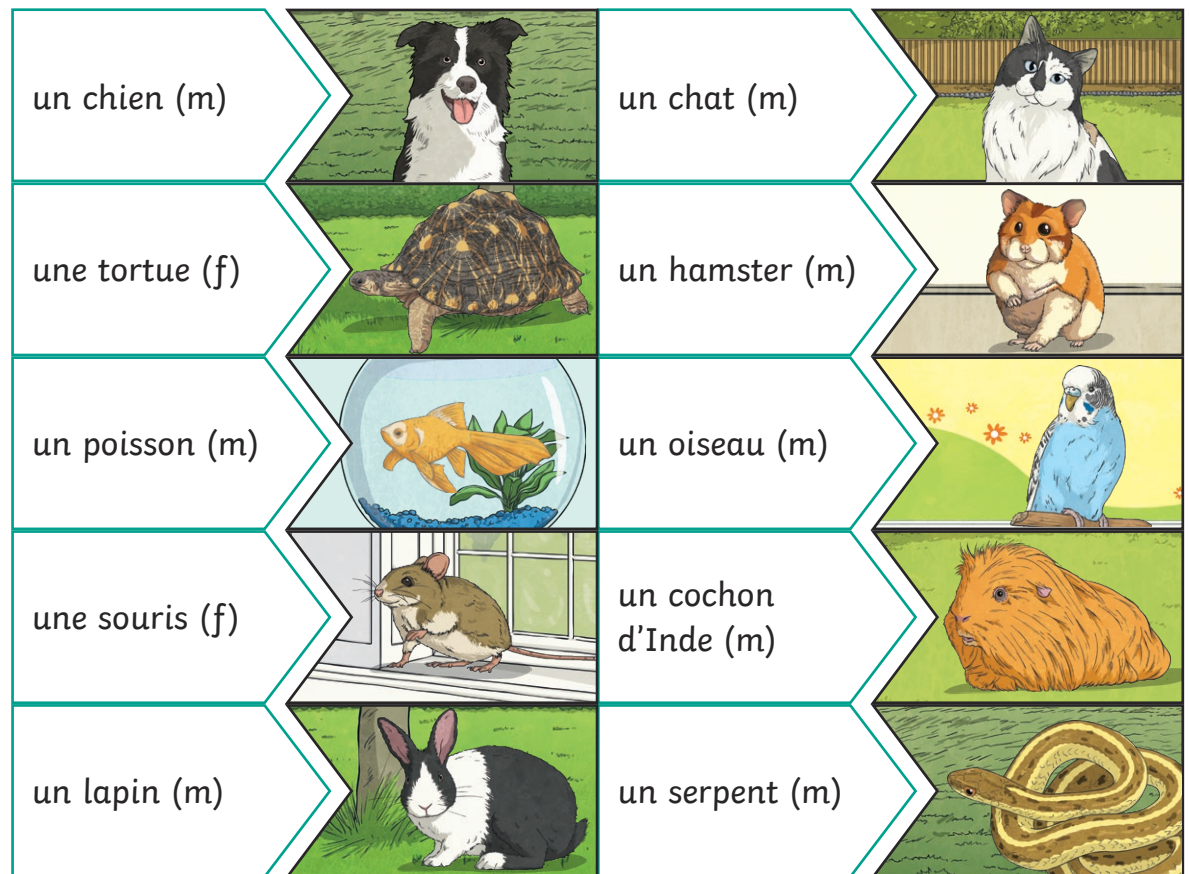 un chien (m)
un chat (m)
une tortue (f)
un hamster (m)
un poisson (m)
un oiseau (m)
une souris (f)
un cochon
d'Inde (m)
un lapin (m)
un serpent (m)